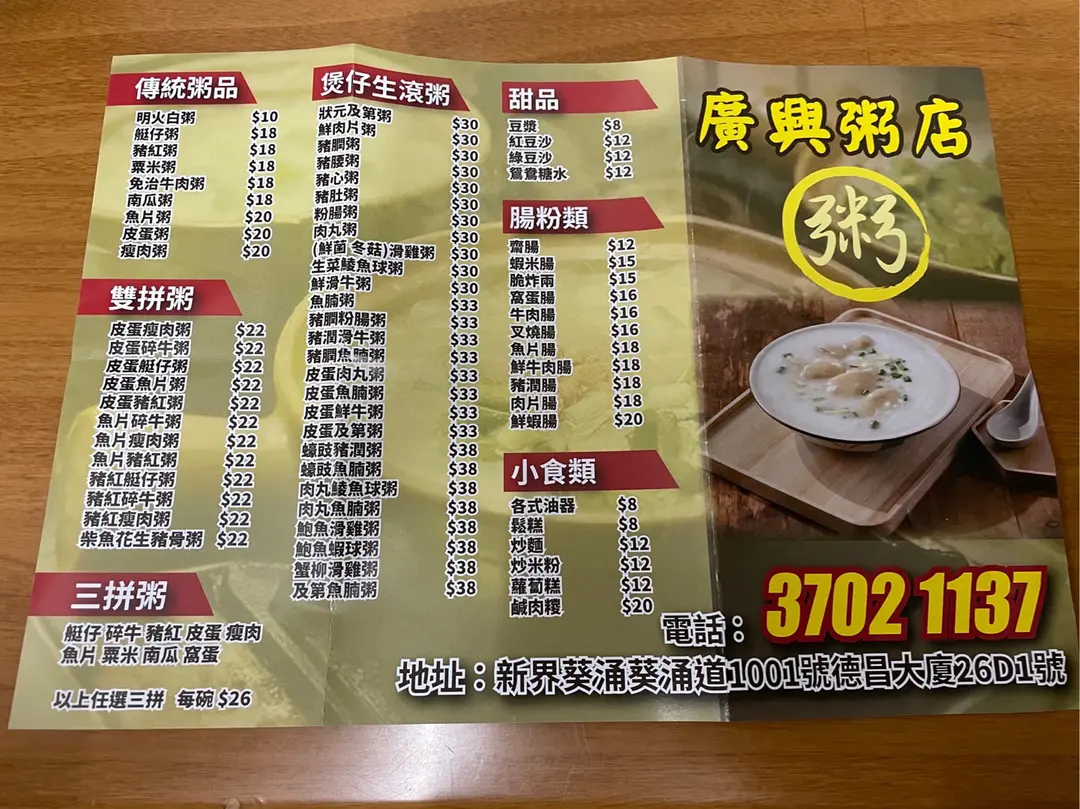 傳統粥品
明火白粥 $10
艇仔粥 $18
豬紅粥 $18
粟米粥 $18
免治牛肉粥 $18
南瓜粥 $18
魚片粥 $20
皮蛋粥 $20
瘦肉粥 $20
雙拼粥
皮蛋瘦肉粥 $22
皮蛋碎牛粥 $22
皮蛋艇仔粥 $22
皮蛋魚片粥 $22
皮蛋豬紅粥 $22
魚片碎牛粥 $22
魚片瘦肉粥 $22
魚片豬紅粥 $22
豬紅艇仔粥 $22
豬紅碎牛粥 $22
豬紅瘦肉粥 $22
柴魚花生豬骨粥 $22
三拼粥
艇仔 碎牛 豬紅 皮蛋 瘦肉
魚片 粟米 南瓜 窩蛋
以上任選三拼 每碗 $26
煲仔生滾粥
狀元及第粥 $30
鮮肉片粥 $30
豬膶粥 $30
豬腰粥 $30
豬心粥 $30
豬肚粥 $30
粉腸粥 $30
肉丸粥 $30
(鮮菌 冬菇)滑雞粥 $30
生菜鯪魚球粥 $30
鮮滑牛粥 $30
魚腩粥 $33
豬膶粉腸粥 $33
豬潤滑牛粥 $33
豬膶魚腩粥 $33
皮蛋肉丸粥 $33
皮蛋魚腩粥 $33
皮蛋鮮牛粥 $33
皮蛋及第粥 $33
蠔豉豬潤粥 $38
蠔豉魚腩粥 $38
肉丸鯪魚球粥 $38
肉丸魚腩粥 $38
鮑魚滑雞粥 $38
鮑魚蝦球粥 $38
蟹柳滑雞粥 $38
及第魚腩粥 $38
甜品
豆漿 $8
紅豆沙 $12
綠豆沙 $12
鴛鴦糖水 $12
腸粉類
齋腸 $12
蝦米腸 $15
脆炸兩 $15
窩蛋腸 $16
牛肉腸 $16
叉燒腸 $16
魚片腸 $18
鮮牛肉腸 $18
豬潤腸 $18
肉片腸 $18
鮮蝦腸 $20
小食類
各式油器 $8
鬆糕 $8
炒麵 $12
炒米粉 $12
蘿蔔糕 $12
鹹肉糭 $20
廣興粥店
粥
電話： 3702 1137
地址：新界葵涌葵涌道1001號德昌大廈26D1號